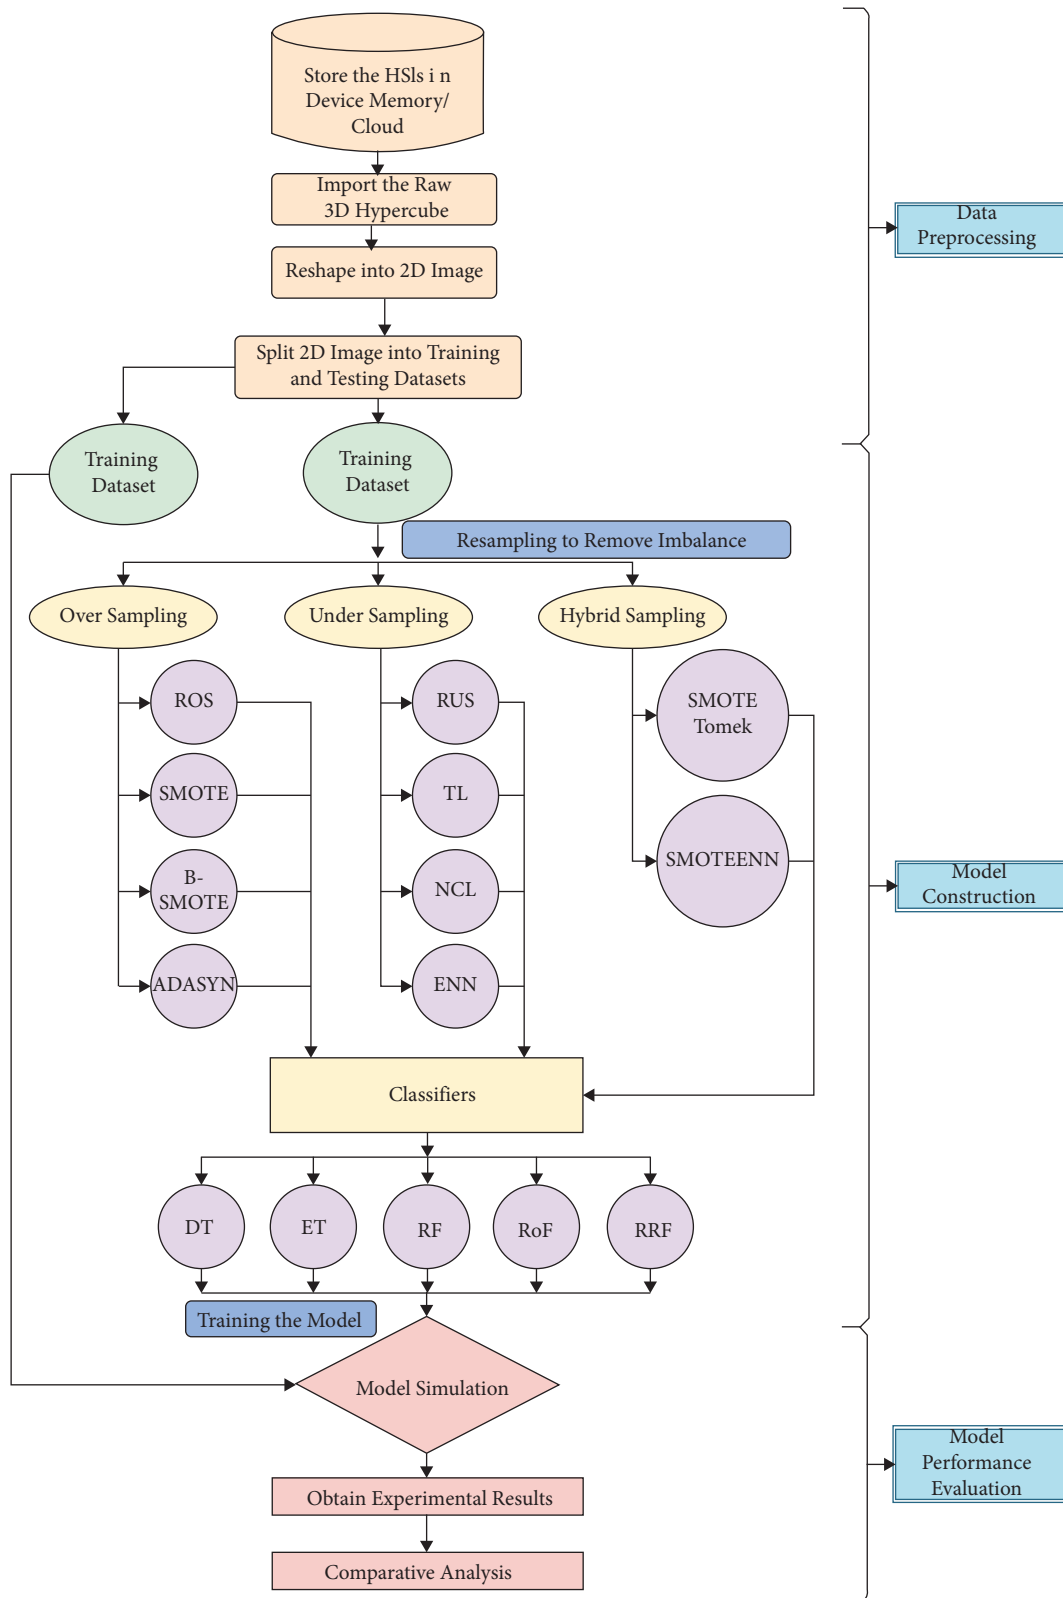 Store the HSls i n
Device Memory/
Cloud
Import the Raw
3D Hypercube
Data
Preprocessing
Reshape into 2D Image
Split 2D Image into Training
and Testing Datasets
Training
Dataset
Training
Dataset
Resampling to Remove Imbalance
Over Sampling
Under Sampling
Hybrid Sampling
ROS
SMOTE
B-
SMOTE
ADASYN
RUS
TL
NCL
ENN
SMOTE
Tomek
SMOTEENN
Model
Construction
Classifiers
DT
ET
RF
RoF
RRF
Training the Model
Model Simulation
Model
Performance
Evaluation
Obtain Experimental Results
Comparative Analysis